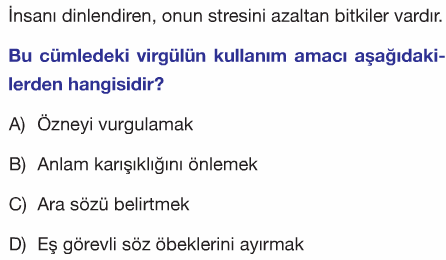 İnsanı dinlendiren, onun stresini azaltan bitkiler vardır.
Bu cümledeki virgülün kullanım amacı aşağıdaki-
lerden hangisidir?
A) Özneyi vurgulamak
B) Anlam karışıklığını önlemek
C) Ara sözü belirtmek
D) Eş görevli söz öbeklerini ayırmak